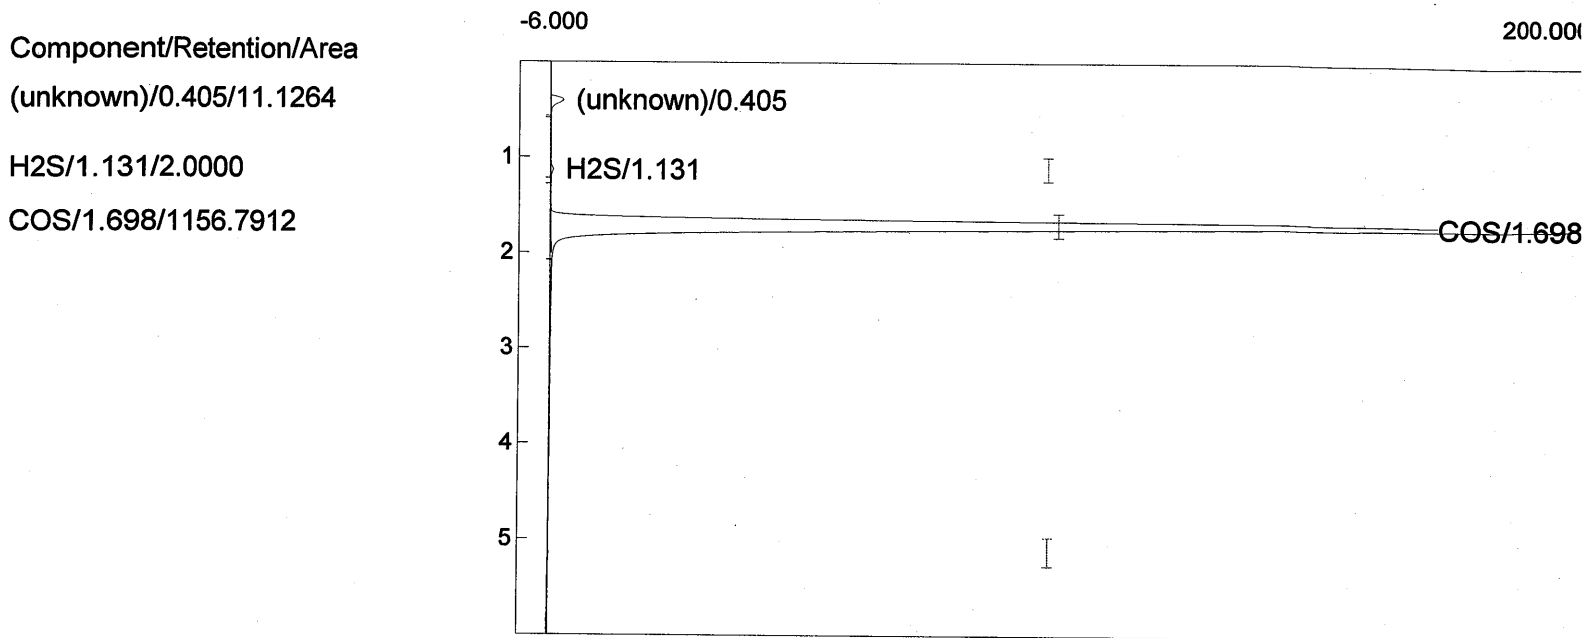 -6.000
200.000
Component/Retention/Area
(unknown)/0.405/11.1264
(unknown)/0.405
1
H2S/1.131/2.0000
H2S/1.131
COS/1.698/1156.7912
COS/1.698
2
3
4
5